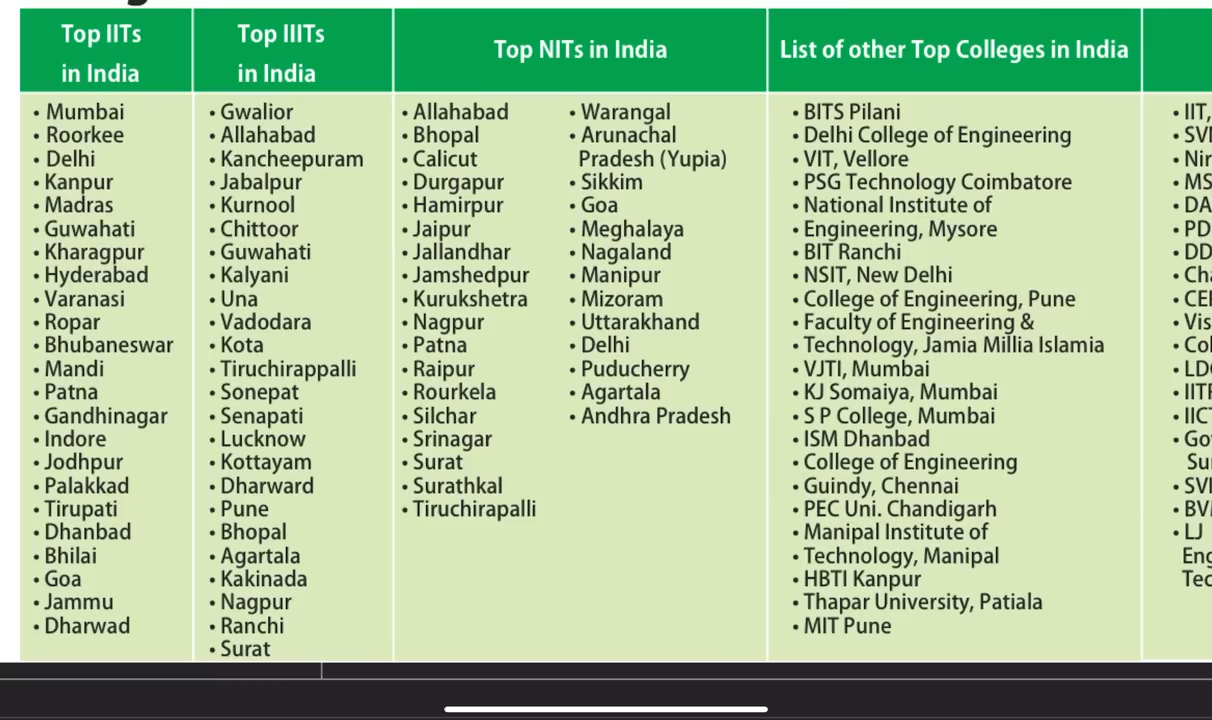 Top IITs
in India
Mumbai
Roorkee
Delhi
Kanpur
Madras
Guwahati
Kharagpur
Hyderabad
Varanasi
Ropar
Bhubaneswar
Mandi
Patna
Gandhinagar
Indore
Jodhpur
Palakkad
Tirupati
Dhanbad
Bhilai
Goa
Jammu
Dharwad
Top IIITs
in India
Gwalior
Allahabad
Kancheepuram
Jabalpur
Kurnool
Chittoor
Guwahati
Kalyani
Una
Vadodara
Kota
Tiruchirappalli
Sonepat
Senapati
Lucknow
Kottayam
Dharward
Pune
Bhopal
Agartala
Kakinada
Nagpur
Ranchi
Surat
Top NITs in India
Allahabad
Bhopal
Calicut
Durgapur
Hamirpur
Jaipur
Jallandhar
Jamshedpur
Kurukshetra
Nagpur
Patna
Raipur
Rourkela
Silchar
Srinagar
Surat
Surathkal
Tiruchirapalli
Warangal
Arunachal
Pradesh (Yupia)
Sikkim
Goa
Meghalaya
Nagaland
Manipur
Mizoram
Uttarakhand
Delhi
Puducherry
Agartala
Andhra Pradesh
List of other Top Colleges in India
BITS Pilani
Delhi College of Engineering
VIT, Vellore
PSG Technology Coimbatore
National Institute of
Engineering, Mysore
BIT Ranchi
NSIT, New Delhi
College of Engineering, Pune
Faculty of Engineering &
Technology, Jamia Millia Islamia
VJTI, Mumbai
KJ Somaiya, Mumbai
S P College, Mumbai
ISM Dhanbad
College of Engineering
Guindy, Chennai
PEC Uni. Chandigarh
Manipal Institute of
Technology, Manipal
HBTI Kanpur
Thapar University, Patiala
MIT Pune
IIT,
LJ